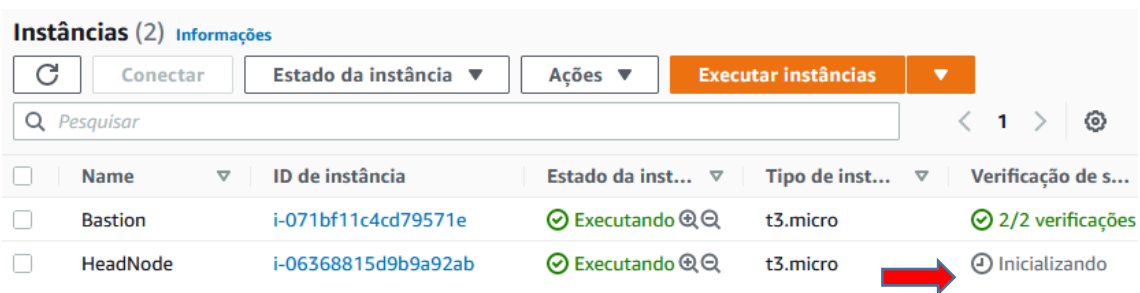 Instâncias (2) Informações
Conectar Estado da instância Ações Executar instâncias
Pesquisar 1
Name ID de instância Estado da inst... Tipo de inst... Verificação de s...
Bastion i-071bf11c4cd79571e Executando t3.micro 2/2 verificações
HeadNode i-06368815d9b9a92ab Executando t3.micro Inicializando